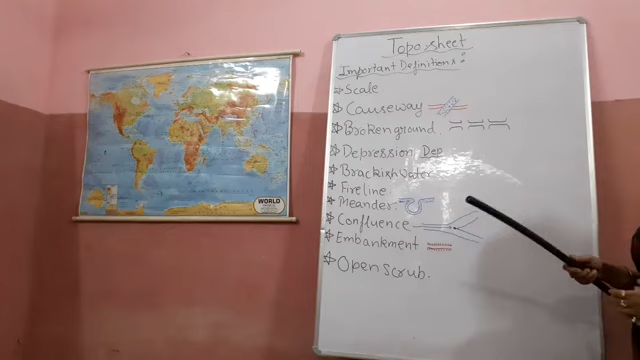 Topo sheet
Important Definitions:
Scale
Causeway
Broken ground.
Depression Dep
Brackish water
Fireline
Meander:
Confluence
Embankment
Open scrub.
WORLD